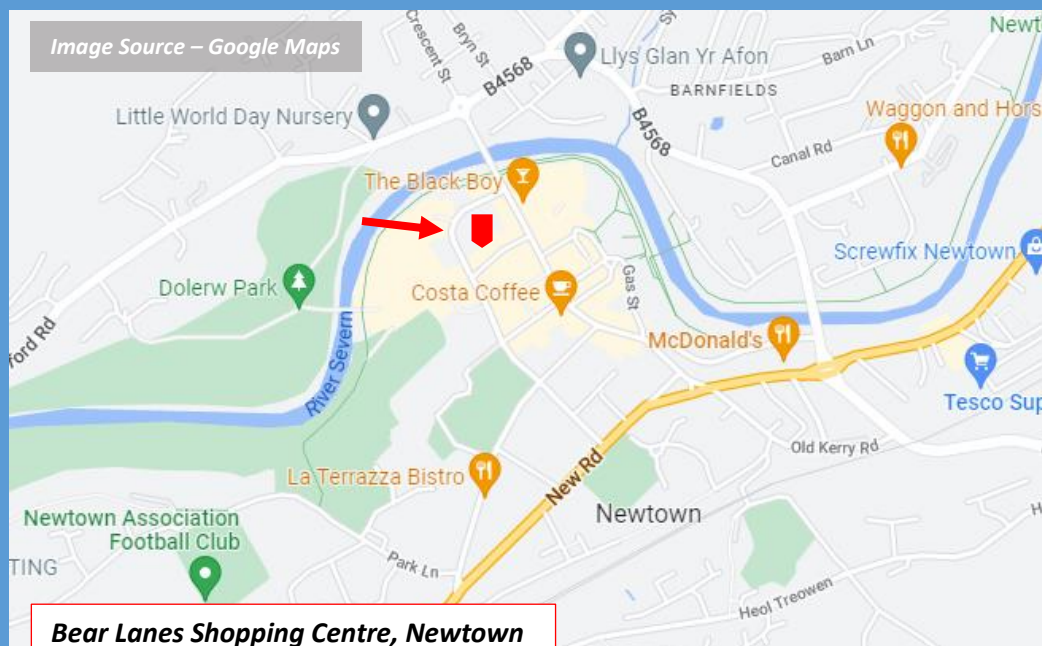 Image Source – Google Maps
Crescent St
Bryn St
B4568
Llys Glan Yr Afon
BARNFIELDS
Barn Ln
Little World Day Nursery
B4568
Waggon and Hors
Canal Rd
The Black Boy
Screwfix Newtown
Dolerw Park
Costa Coffee
Gas St
McDonald's
ford Rd
River Severn
Tesco Sup
Old Kerry Rd
La Terrazza Bistro
New Rd
Newtown
Newtown Association
Football Club
TING
Park Ln
Heol Treowen
Bear Lanes Shopping Centre, Newtown